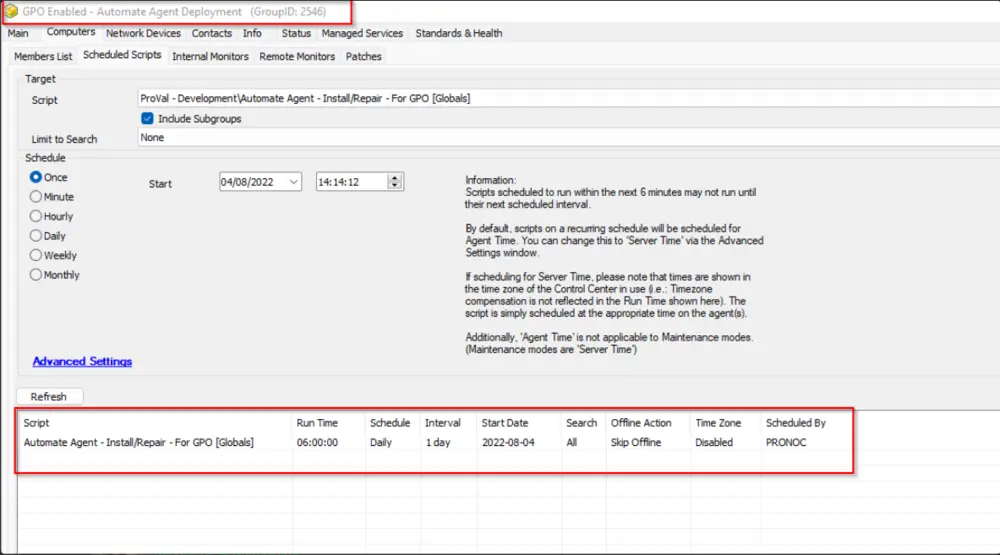 GPO Enabled - Automate Agent Deployment (GroupID: 2546)
Main Computers Network Devices Contacts Info Status Managed Services Standards & Health
Members List Scheduled Scripts Internal Monitors Remote Monitors Patches
Target
Script ProVal - Development\Automate Agent - Install/Repair - For GPO [Globals]
Include Subgroups
Limit to Search None
Schedule
Once
Start 04/08/2022 14:14:12
Minute
Hourly
Daily
Weekly
Monthly
Information:
Scripts scheduled to run within the next 6 minutes may not run until
their next scheduled interval.
By default, scripts on a recurring schedule will be scheduled for
Agent Time. You can change this to 'Server Time' via the Advanced
Settings window.
If scheduling for Server Time, please note that times are shown in
the time zone of the Control Center in use (i.e.: Timezone
compensation is not reflected in the Run Time shown here). The
script is simply scheduled at the appropriate time on the agent(s).
Additionally, 'Agent Time' is not applicable to Maintenance modes.
(Maintenance modes are 'Server Time')
Advanced Settings
Refresh
Script Run Time Schedule Interval Start Date Search Offline Action Time Zone Scheduled By
Automate Agent - Install/Repair - For GPO [Globals] 06:00:00 Daily 1 day 2022-08-04 All Skip Offline Disabled PRONOC